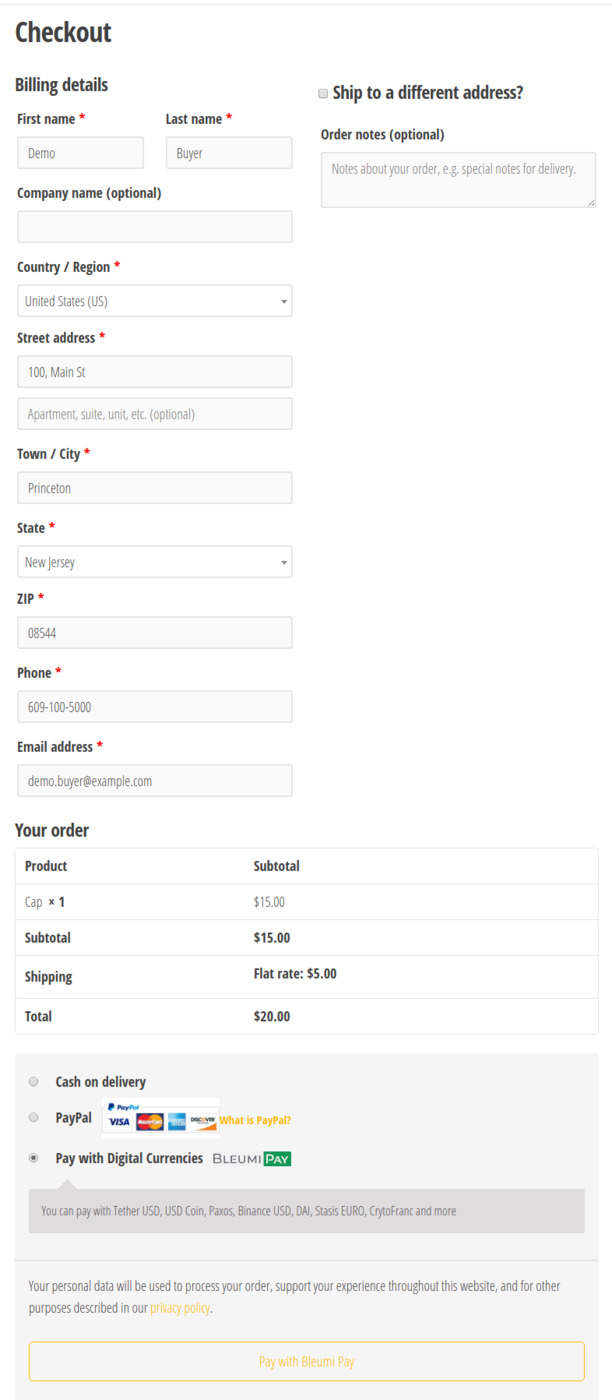 Checkout
Billing details
First name *
Last name *
Demo
Buyer
Company name (optional)
Country / Region *
United States (US)
Street address *
100, Main St
Apartment, suite, unit, etc. (optional)
Town / City *
Princeton
State *
New Jersey
ZIP *
08544
Phone *
609-100-5000
Email address *
demo.buyer@example.com
Ship to a different address?
Order notes (optional)
Notes about your order, e.g. special notes for delivery.
Your order
Product Subtotal
Cap × 1 $15.00
Subtotal $15.00
Shipping Flat rate: $5.00
Total $20.00
Cash on delivery
PayPal PayPal VISA MasterCard DISCOVER What is PayPal?
Pay with Digital Currencies BLEUMI PAY
You can pay with Tether USD, USD Coin, Paxos, Binance USD, DAI, Stasis EURO, CrytoFranc and more
Your personal data will be used to process your order, support your experience throughout this website, and for other
purposes described in our privacy policy.
Pay with Bleumi Pay